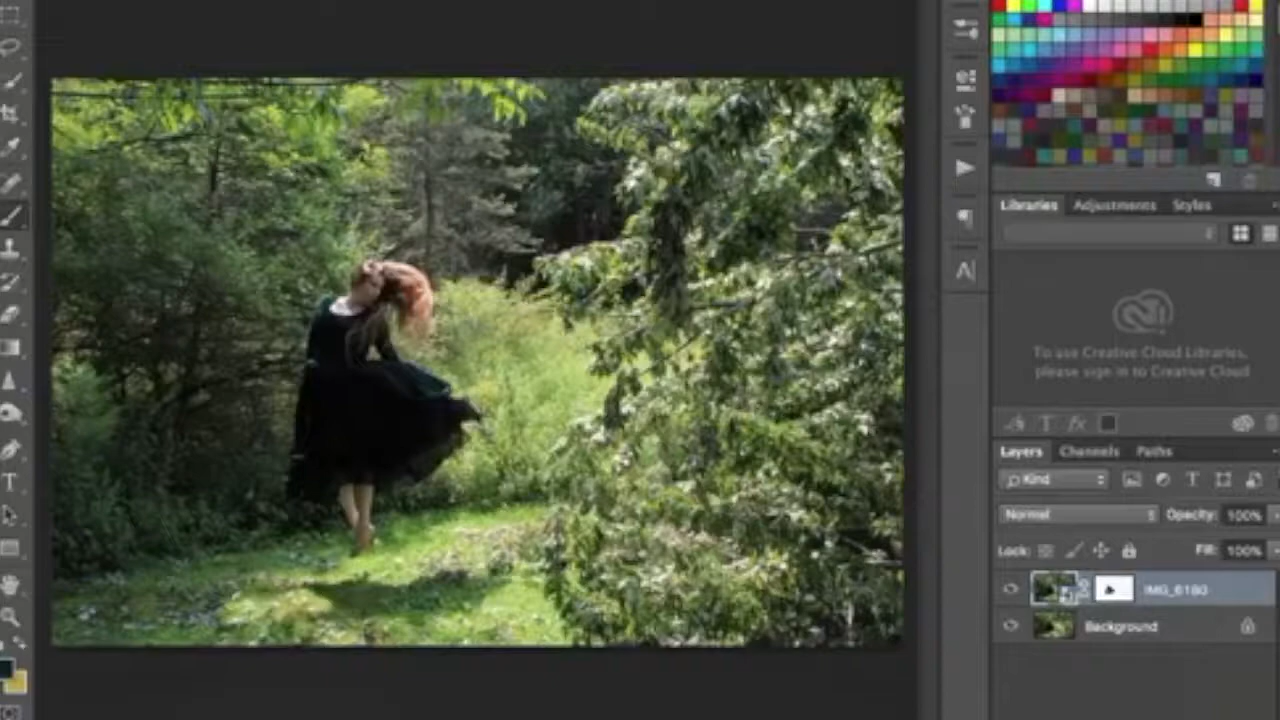 Libraries Adjustments Styles
To use Creative Cloud Libraries,
please sign in to Creative Cloud
T fx
Layers Channels Paths
Kind
Normal Opacity: 100%
Lock: Fill: 100%
IMG_6180
Background